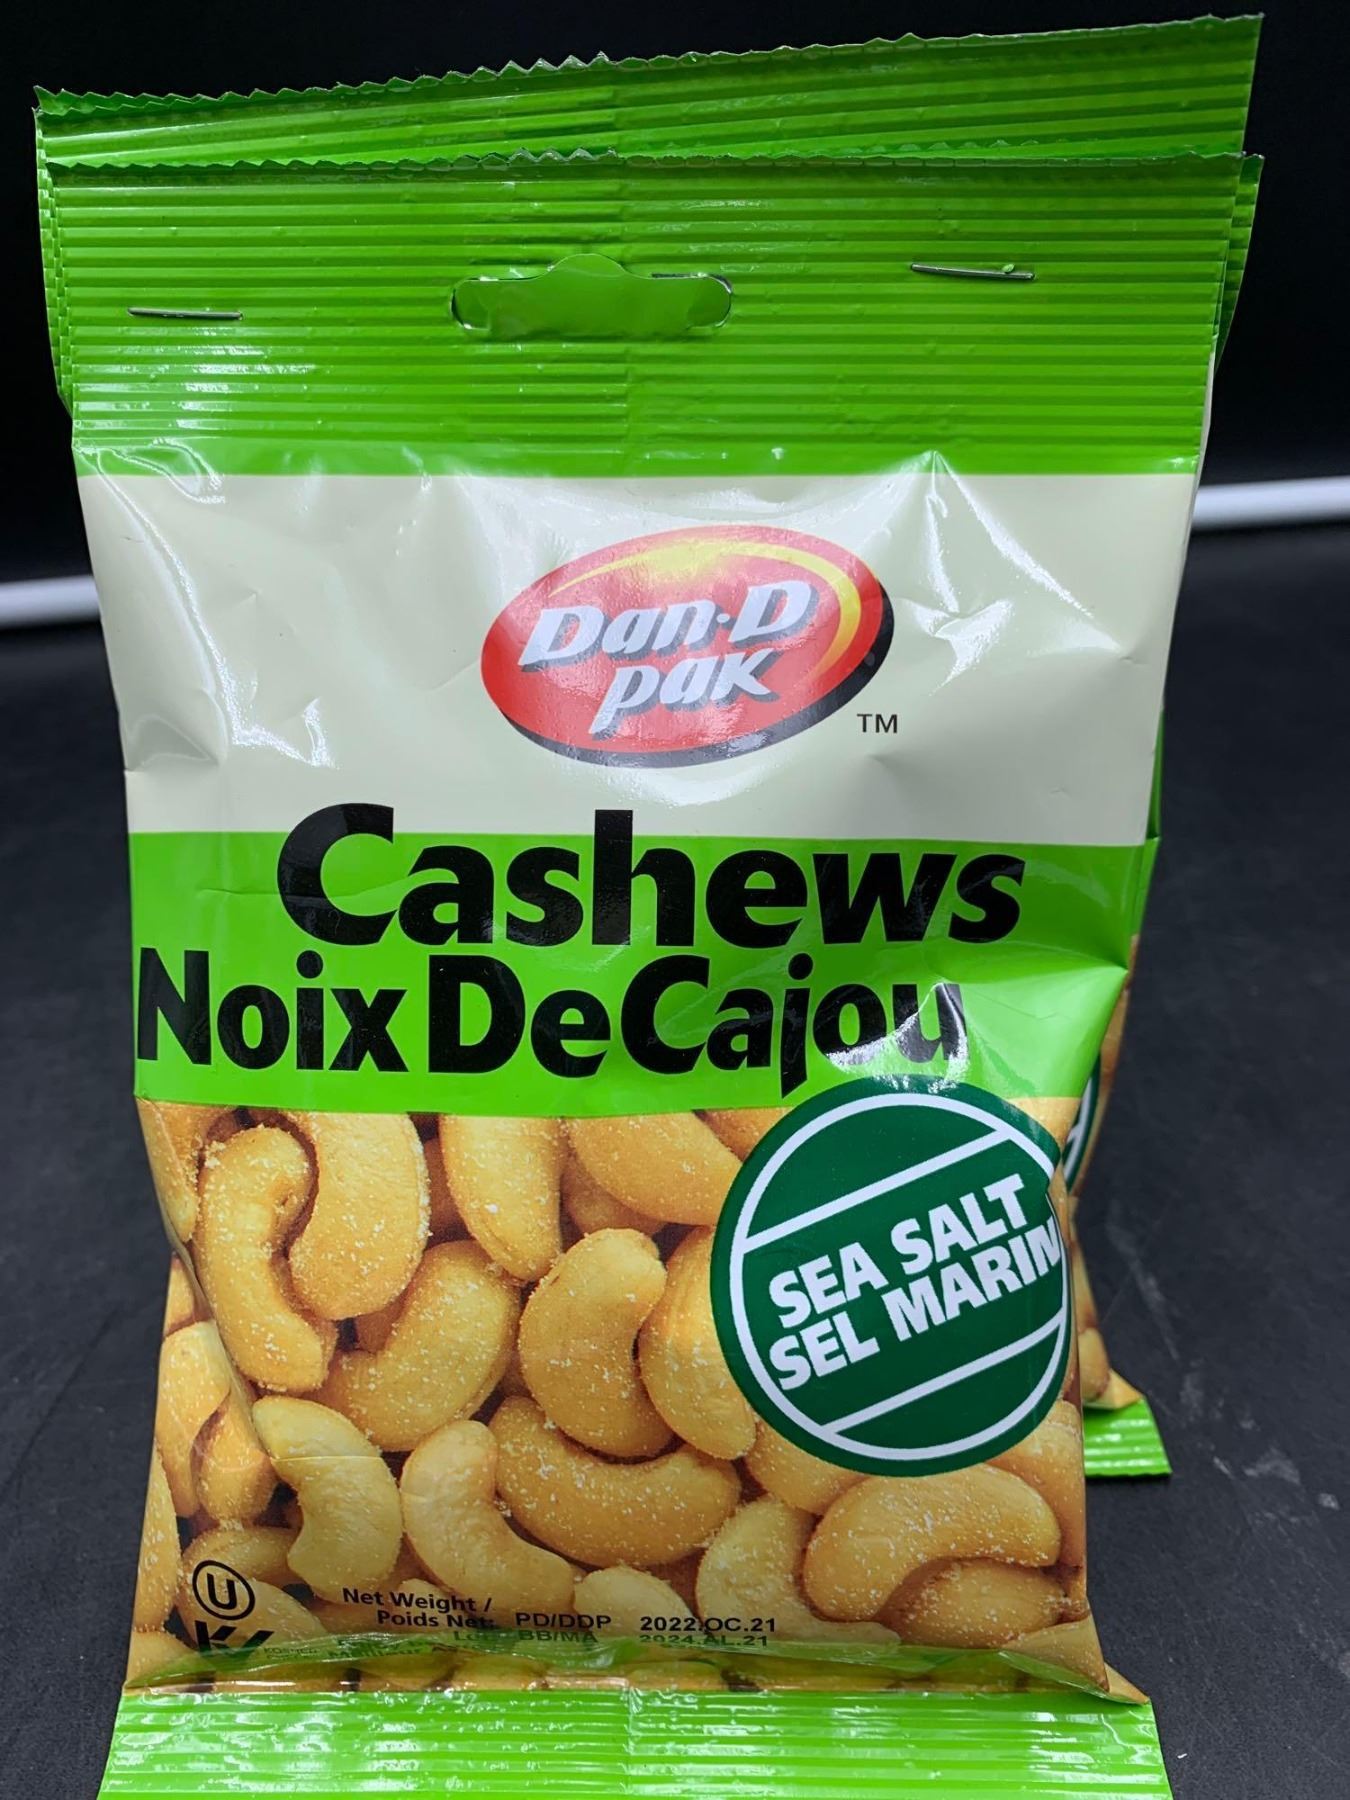 Dan·D
pak
TM
Cashews
Noix De Cajou
SEA SALT
SEL MARIN
U
K
Net Weight /
Poids Net: PD/DDP 2022.OC.21
BB/MA 2024.AL.21